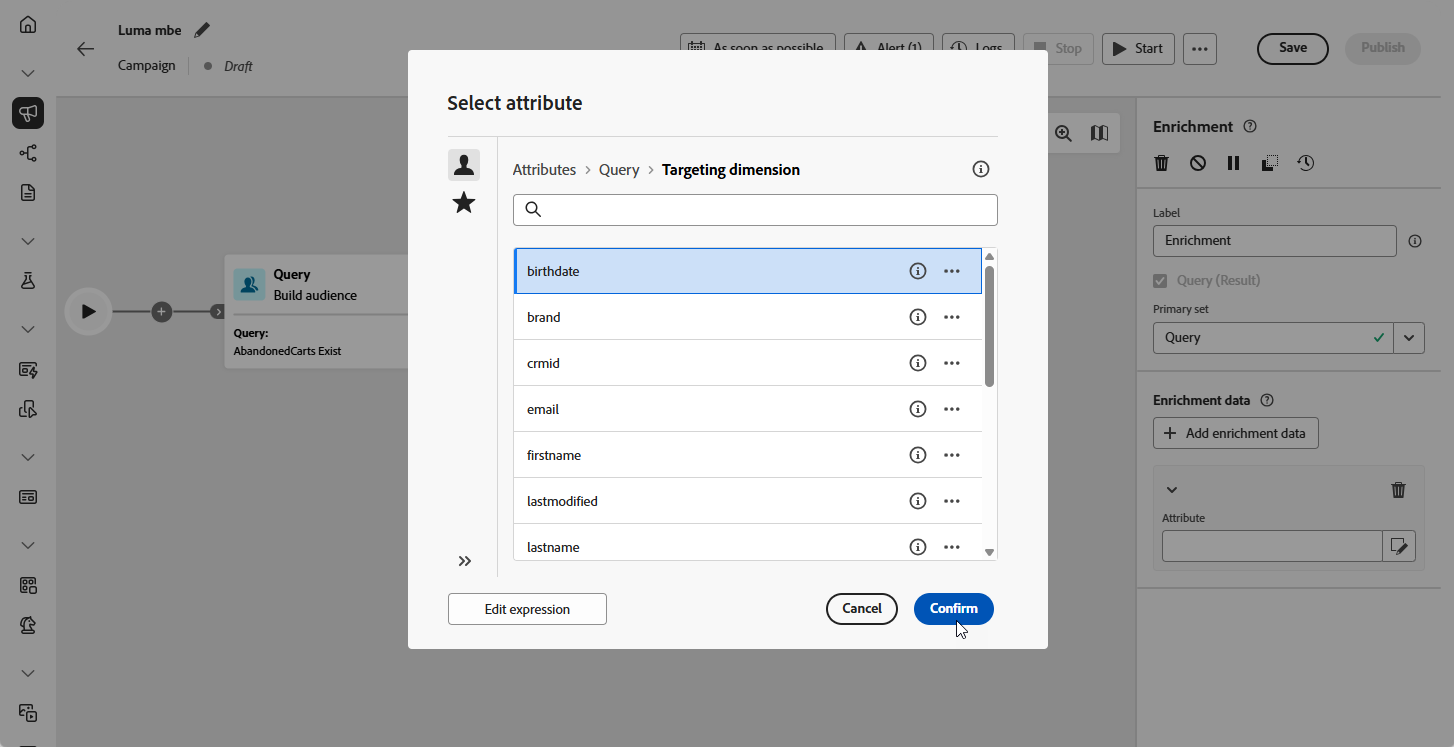 Luma mbe
Campaign
Draft
As soon as possible
Alert (1)
Logs
Stop
Start
Save
Publish
Query
Build audience
Query:
AbandonedCarts Exist
Select attribute
Attributes > Query > Targeting dimension
birthdate
brand
crmid
email
firstname
lastmodified
lastname
Edit expression
Cancel
Confirm
Enrichment
Label
Enrichment
Query (Result)
Primary set
Query
Enrichment data
Add enrichment data
Attribute